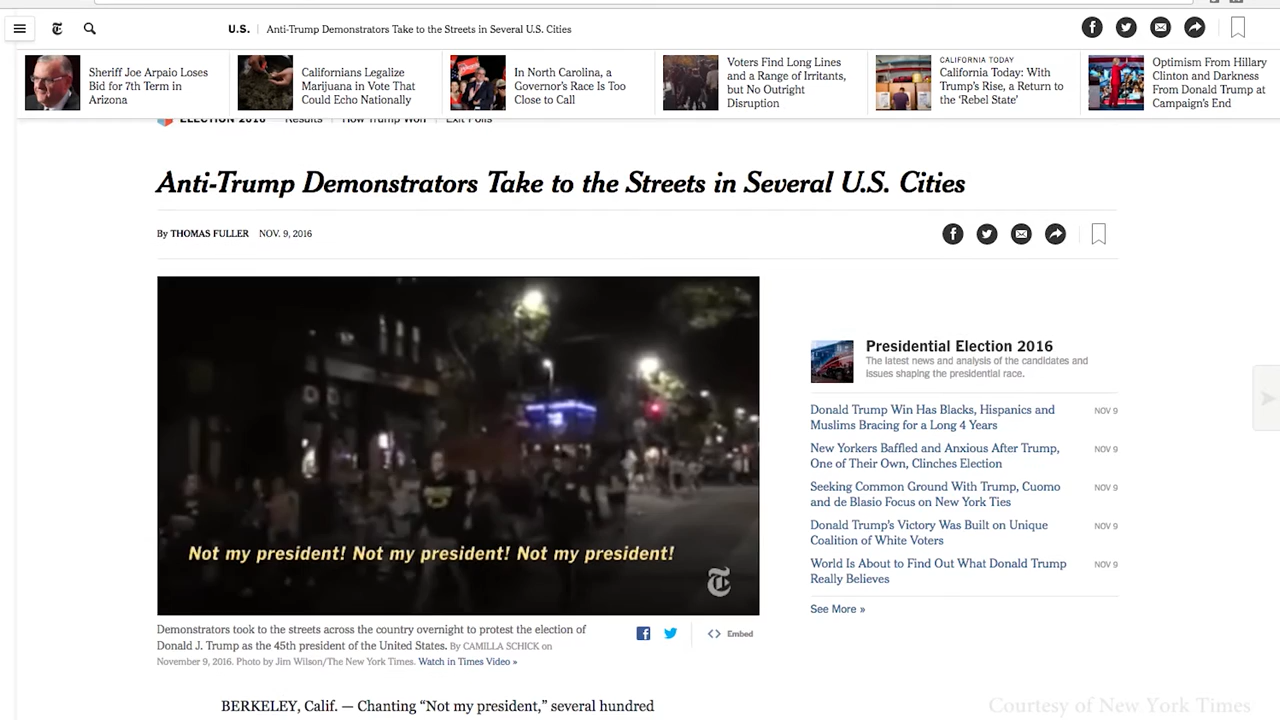 U.S. | Anti-Trump Demonstrators Take to the Streets in Several U.S. Cities
Sheriff Joe Arpaio Loses
Bid for 7th Term in
Arizona
Californians Legalize
Marijuana in Vote That
Could Echo Nationally
In North Carolina, a
Governor's Race Is Too
Close to Call
Voters Find Long Lines
and a Range of Irritants,
but No Outright
Disruption
CALIFORNIA TODAY
California Today: With
Trump's Rise, a Return to
the 'Rebel State'
Optimism From Hillary
Clinton and Darkness
From Donald Trump at
Campaign's End
ELECTION 2016 Results How Trump Won Exit Polls
Anti-Trump Demonstrators Take to the Streets in Several U.S. Cities
By THOMAS FULLER NOV. 9, 2016
Not my president! Not my president! Not my president!
Demonstrators took to the streets across the country overnight to protest the election of
Donald J. Trump as the 45th president of the United States. By CAMILLA SCHICK on
November 9, 2016. Photo by Jim Wilson/The New York Times. Watch in Times Video »
Embed
Presidential Election 2016
The latest news and analysis of the candidates and
issues shaping the presidential race.
Donald Trump Win Has Blacks, Hispanics and NOV 9
Muslims Bracing for a Long 4 Years
New Yorkers Baffled and Anxious After Trump, NOV 9
One of Their Own, Clinches Election
Seeking Common Ground With Trump, Cuomo NOV 9
and de Blasio Focus on New York Ties
Donald Trump's Victory Was Built on Unique NOV 9
Coalition of White Voters
World Is About to Find Out What Donald Trump NOV 9
Really Believes
See More »
BERKELEY, Calif. — Chanting "Not my president," several hundred
Courtesy of New York Times